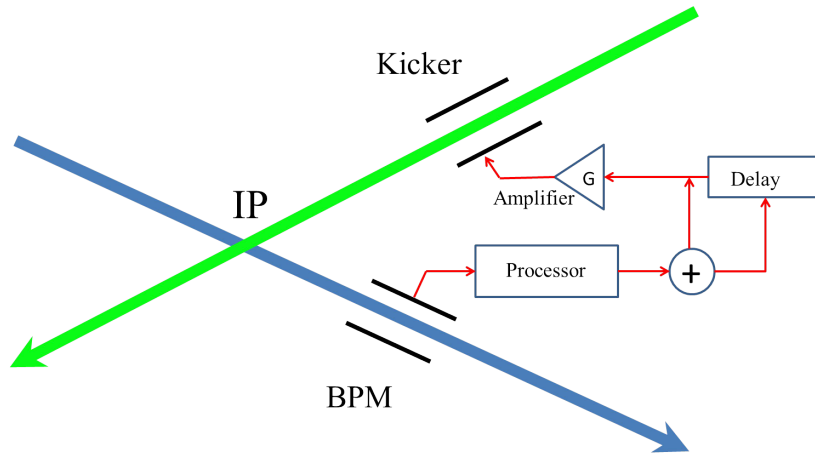 Kicker
IP
Amplifier
G
Delay
Processor
+
BPM